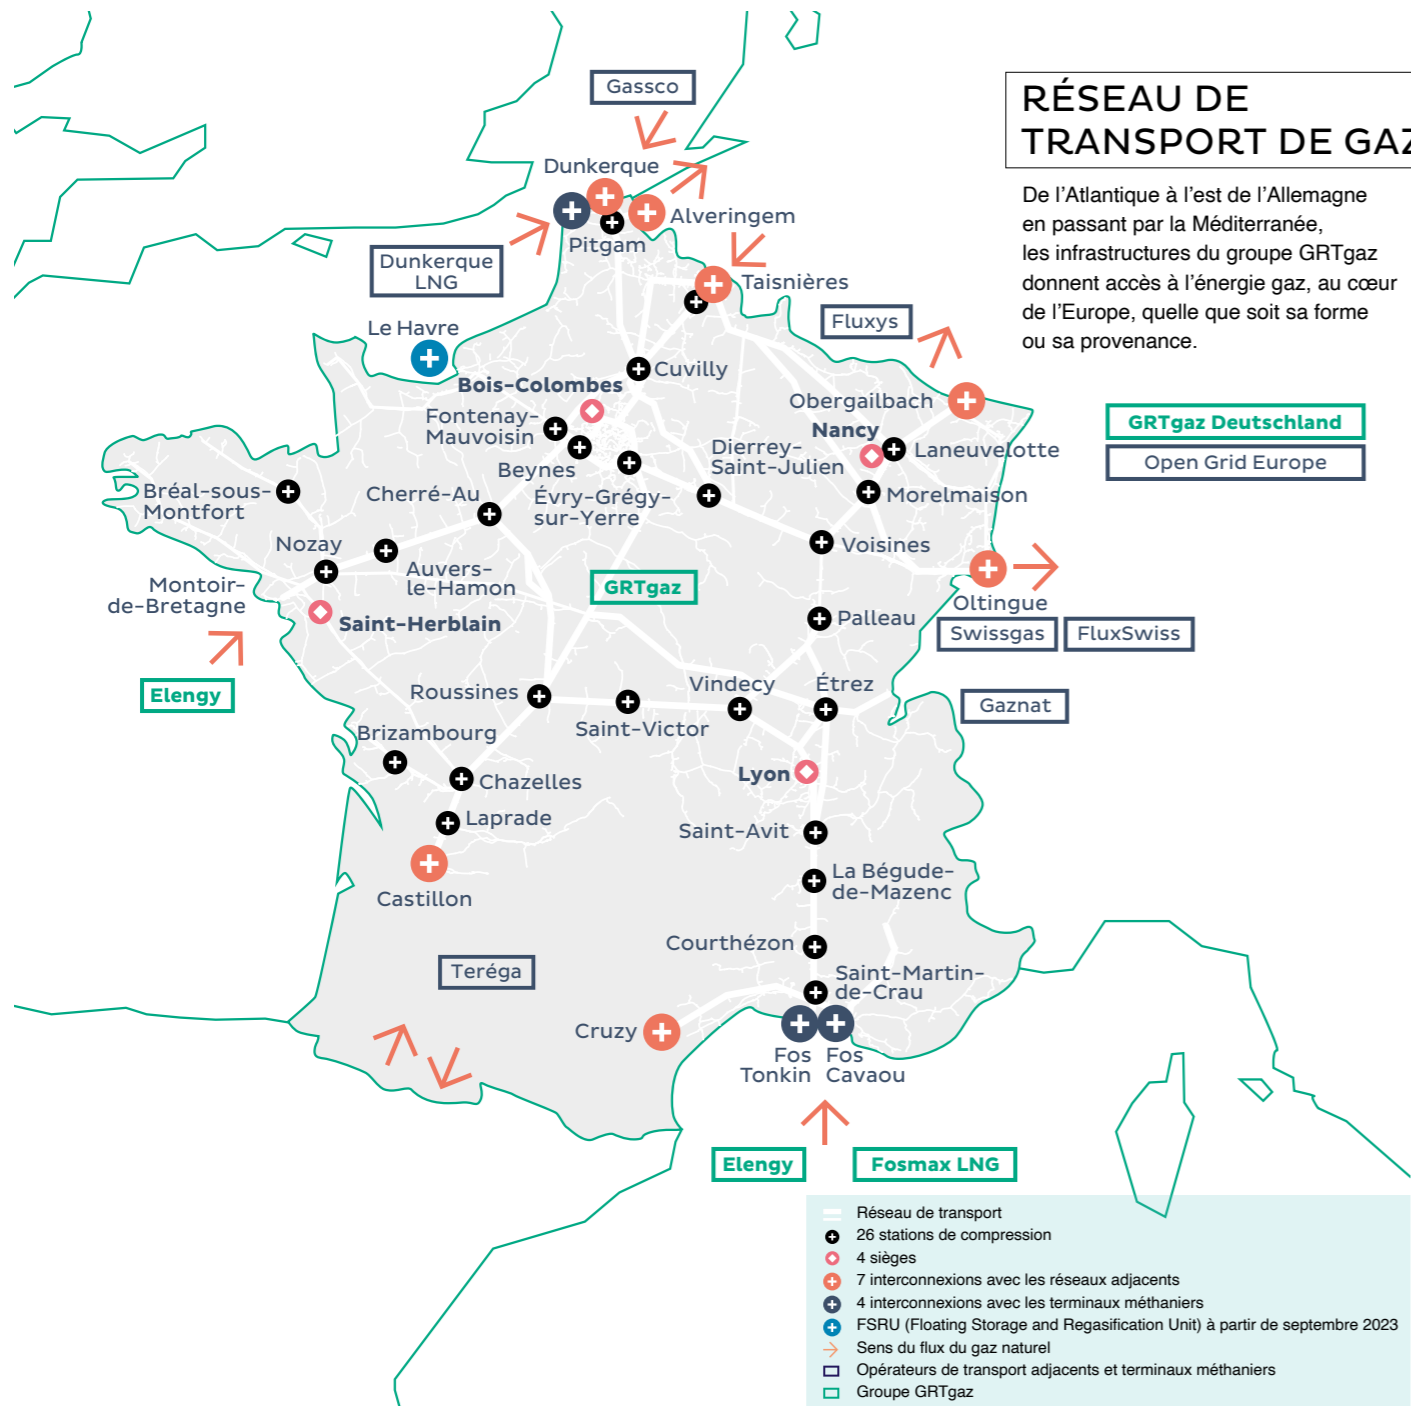 RÉSEAU DE
TRANSPORT DE GAZ
De l’Atlantique à l’est de l’Allemagne
en passant par la Méditerranée,
les infrastructures du groupe GRTgaz
donnent accès à l’énergie gaz, au cœur
de l’Europe, quelle que soit sa forme
ou sa provenance.
Gassco
Dunkerque
Alveringem
Pitgam
Dunkerque
LNG
Taisnières
Le Havre
Fluxys
Cuvilly
Bois-Colombes
Obergailbach
Fontenay-
Mauvoisin
Nancy
GRTgaz Deutschland
Dierrey-
Saint-Julien
Laneuvelotte
Open Grid Europe
Beynes
Bréal-sous-
Montfort
Cherré-Au
Évry-Grégy-
sur-Yerre
Morelmaison
Nozay
Voisines
Auvers-
le-Hamon
Montoir-
de-Bretagne
GRTgaz
Oltingue
Saint-Herblain
Palleau
Swissgas
FluxSwiss
Elengy
Roussines
Vindecy
Étrez
Gaznat
Saint-Victor
Brizambourg
Chazelles
Lyon
Laprade
Saint-Avit
Castillon
La Bégude-
de-Mazenc
Courthézon
Teréga
Saint-Martin-
de-Crau
Cruzy
Fos
Tonkin
Fos
Cavaou
Elengy
Fosmax LNG
Réseau de transport
26 stations de compression
4 sièges
7 interconnexions avec les réseaux adjacents
4 interconnexions avec les terminaux méthaniers
FSRU (Floating Storage and Regasification Unit) à partir de septembre 2023
Sens du flux du gaz naturel
Opérateurs de transport adjacents et terminaux méthaniers
Groupe GRTgaz